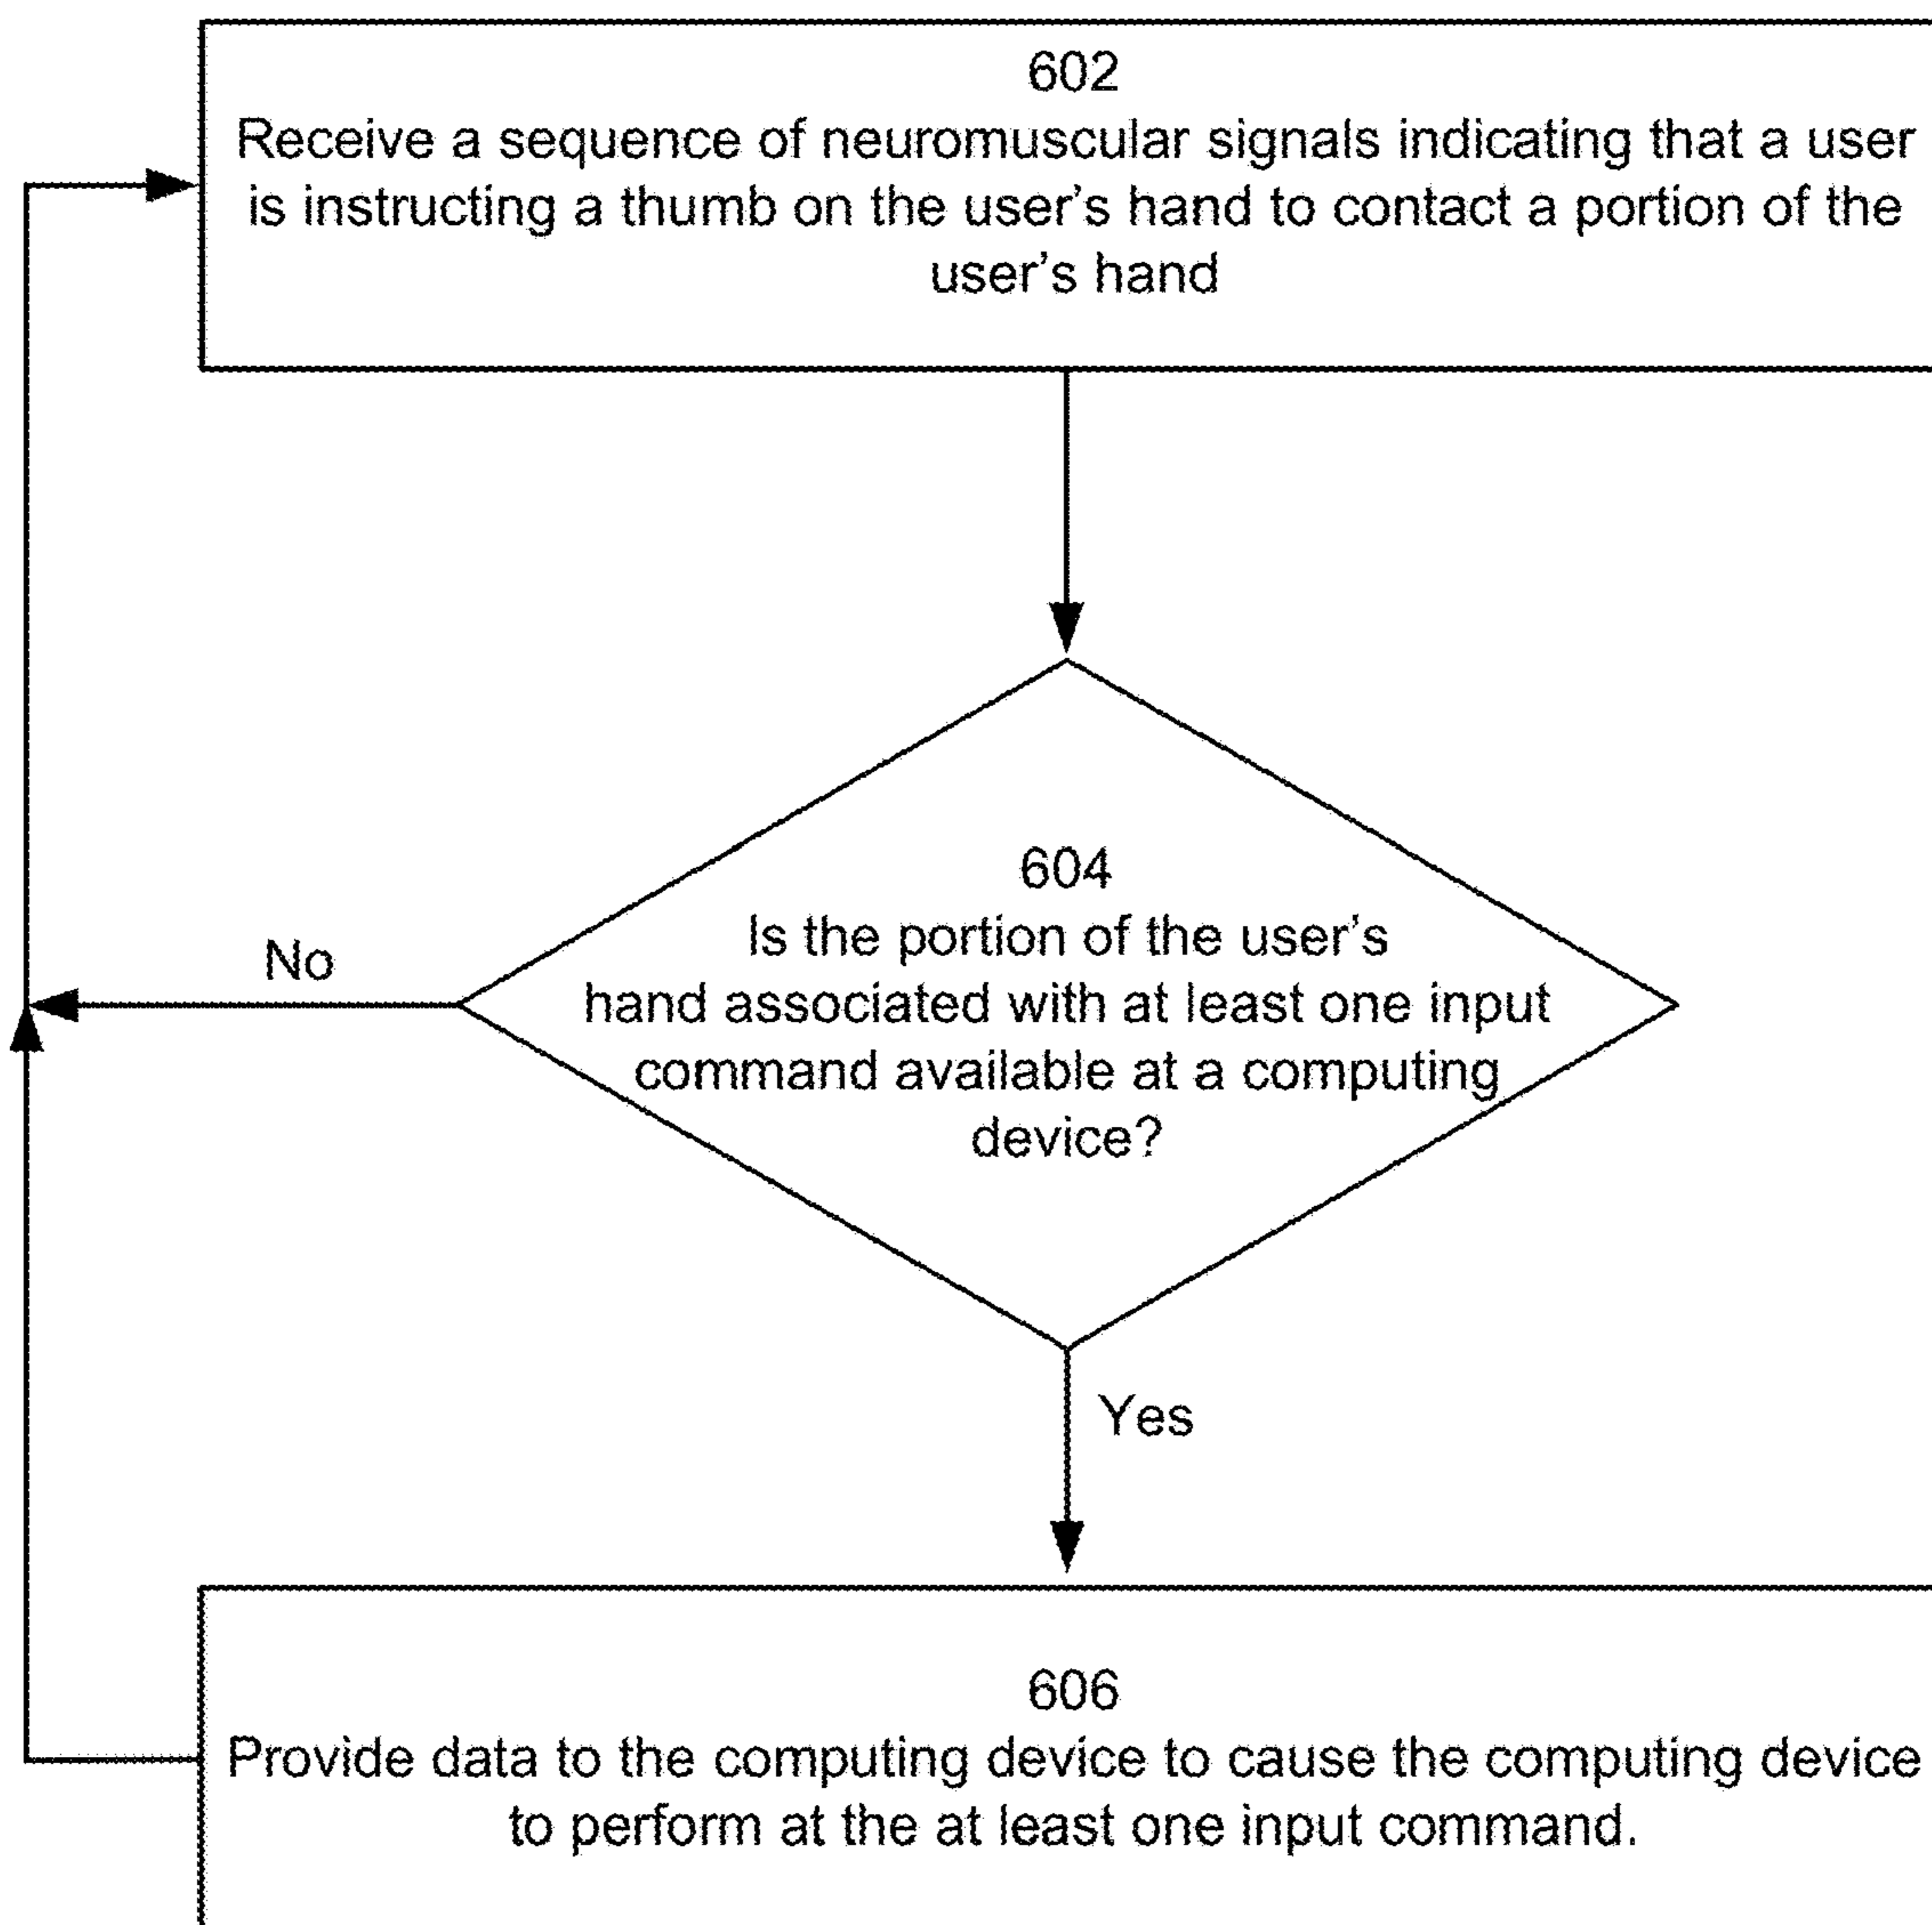 602
Receive a sequence of neuromuscular signals indicating that a user
is instructing a thumb on the user's hand to contact a portion of the
user's hand
604
Is the portion of the user's
hand associated with at least one input
command available at a computing
device?
No
Yes
606
Provide data to the computing device to cause the computing device
to perform at the at least one input command.